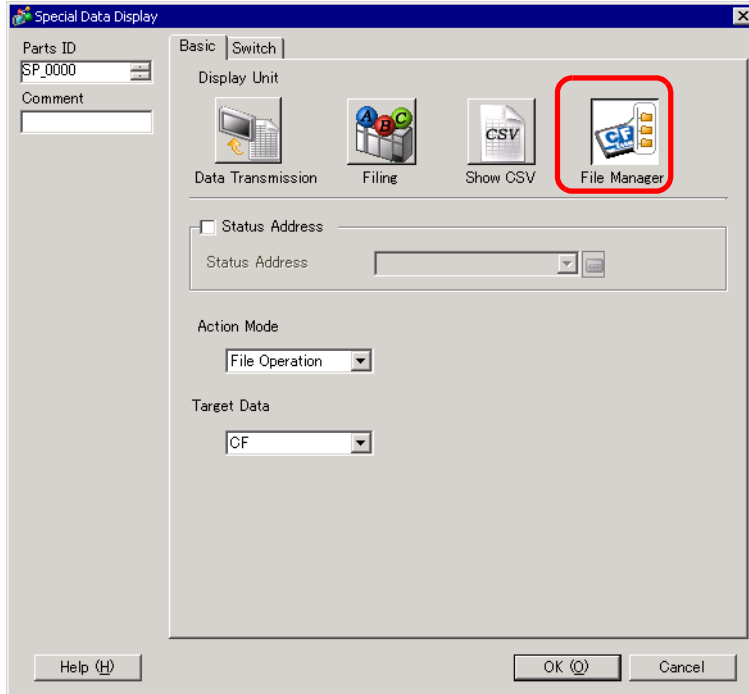 Special Data Display
Parts ID
SP_0000
Comment
Basic
Switch
Display Unit
A
B
C
CSV
CF
Data Transmission
Filing
Show CSV
File Manager
Status Address
Status Address
Action Mode
File Operation
Target Data
CF
Help (H)
OK (O)
Cancel